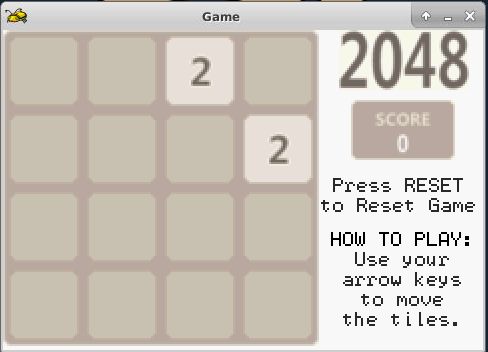 Game
2048
2
SCORE
0
2
Press RESET
to Reset Game
HOW TO PLAY:
Use your
arrow keys
to move
the tiles.